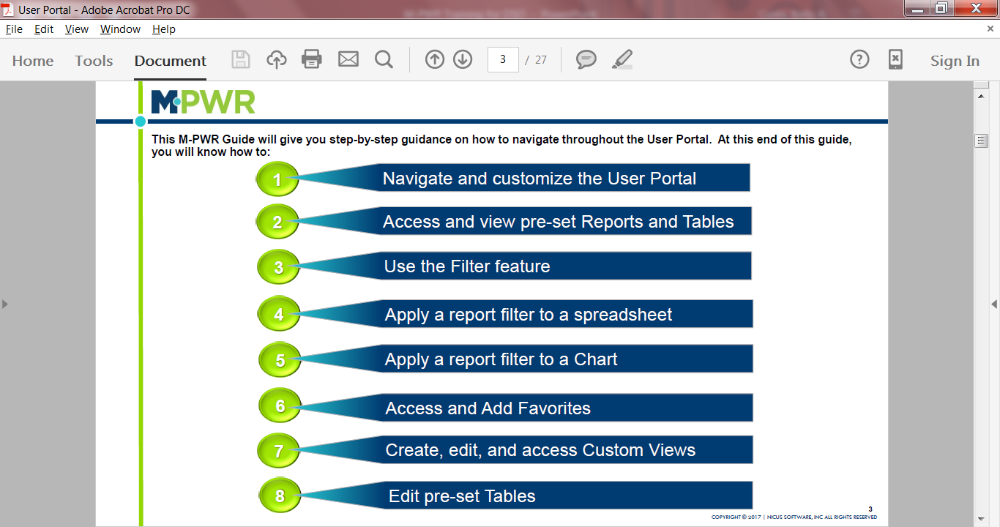 User Portal - Adobe Acrobat Pro DC
File Edit View Window Help
Home Tools Document 3 / 27 Sign In
M·PWR
This M-PWR Guide will give you step-by-step guidance on how to navigate throughout the User Portal. At this end of this guide,
you will know how to:
1 Navigate and customize the User Portal
2 Access and view pre-set Reports and Tables
3 Use the Filter feature
4 Apply a report filter to a spreadsheet
5 Apply a report filter to a Chart
6 Access and Add Favorites
7 Create, edit, and access Custom Views
8 Edit pre-set Tables
3
COPYRIGHT © 2017 | NICUS SOFTWARE, INC ALL RIGHTS RESERVED